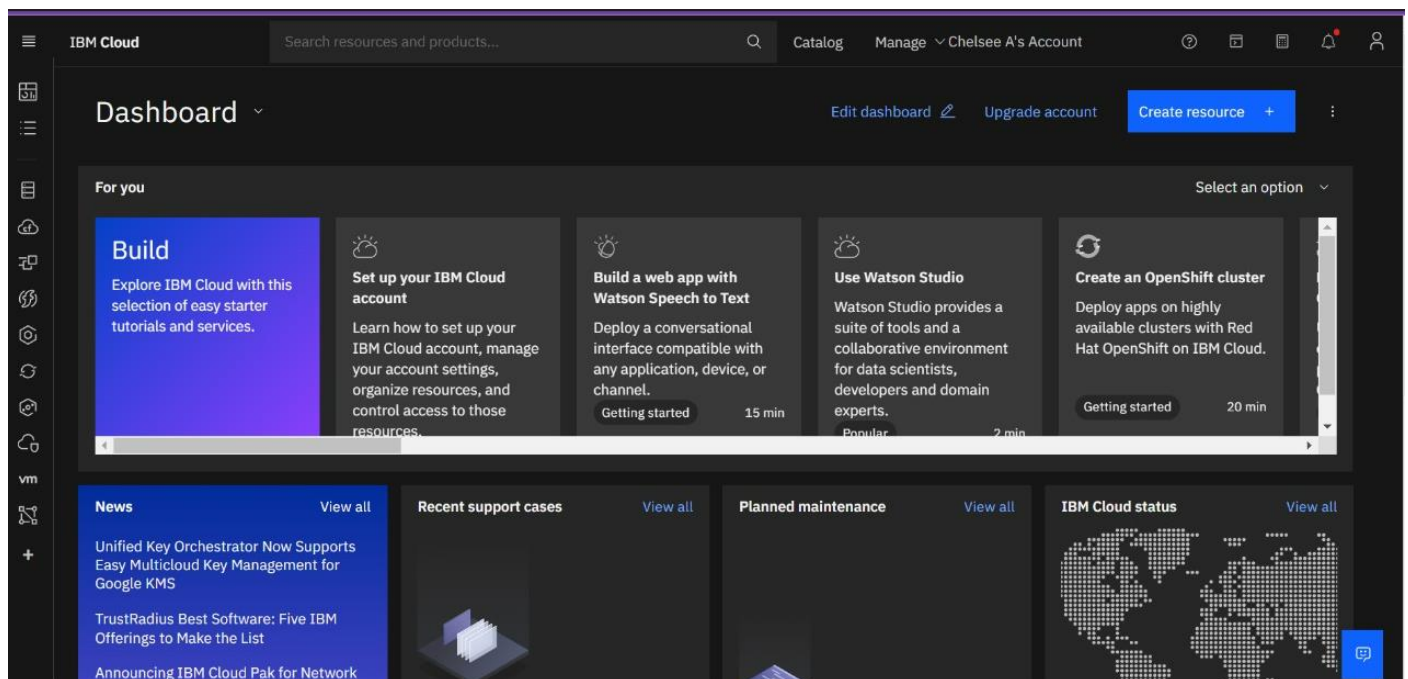 IBM Cloud
Search resources and products...
Catalog
Manage
Chelsee A's Account
Dashboard
Edit dashboard
Upgrade account
Create resource +
For you
Select an option
Build
Explore IBM Cloud with this
selection of easy starter
tutorials and services.
Set up your IBM Cloud
account
Learn how to set up your
IBM Cloud account, manage
your account settings,
organize resources, and
control access to those
resources.
Build a web app with
Watson Speech to Text
Deploy a conversational
interface compatible with
any application, device, or
channel.
Getting started 15 min
Use Watson Studio
Watson Studio provides a
suite of tools and a
collaborative environment
for data scientists,
developers and domain
experts.
Popular 2 min
Create an OpenShift cluster
Deploy apps on highly
available clusters with Red
Hat OpenShift on IBM Cloud.
Getting started 20 min
vm
News View all
Unified Key Orchestrator Now Supports
Easy Multicloud Key Management for
Google KMS
TrustRadius Best Software: Five IBM
Offerings to Make the List
Announcing IBM Cloud Pak for Network
Recent support cases View all
Planned maintenance View all
IBM Cloud status View all